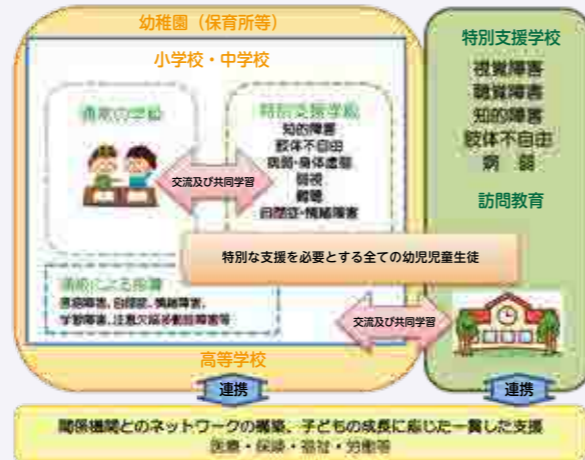 幼稚園（保育所等）
小学校・中学校
通常の学級
特別支援学級
知的障害
肢体不自由
病弱・身体虚弱
弱視
難聴
自閉症・情緒障害
交流及び共同学習
特別な支援を必要とする全ての幼児児童生徒
通級による指導
言語障害、自閉症、情緒障害、
学習障害、注意欠陥多動性障害等
交流及び共同学習
高等学校
特別支援学校
視覚障害
聴覚障害
知的障害
肢体不自由
病　弱
訪問教育
連携
連携
関係機関とのネットワークの構築、子どもの成長に応じた一貫した支援
医療・保険・福祉・労働等